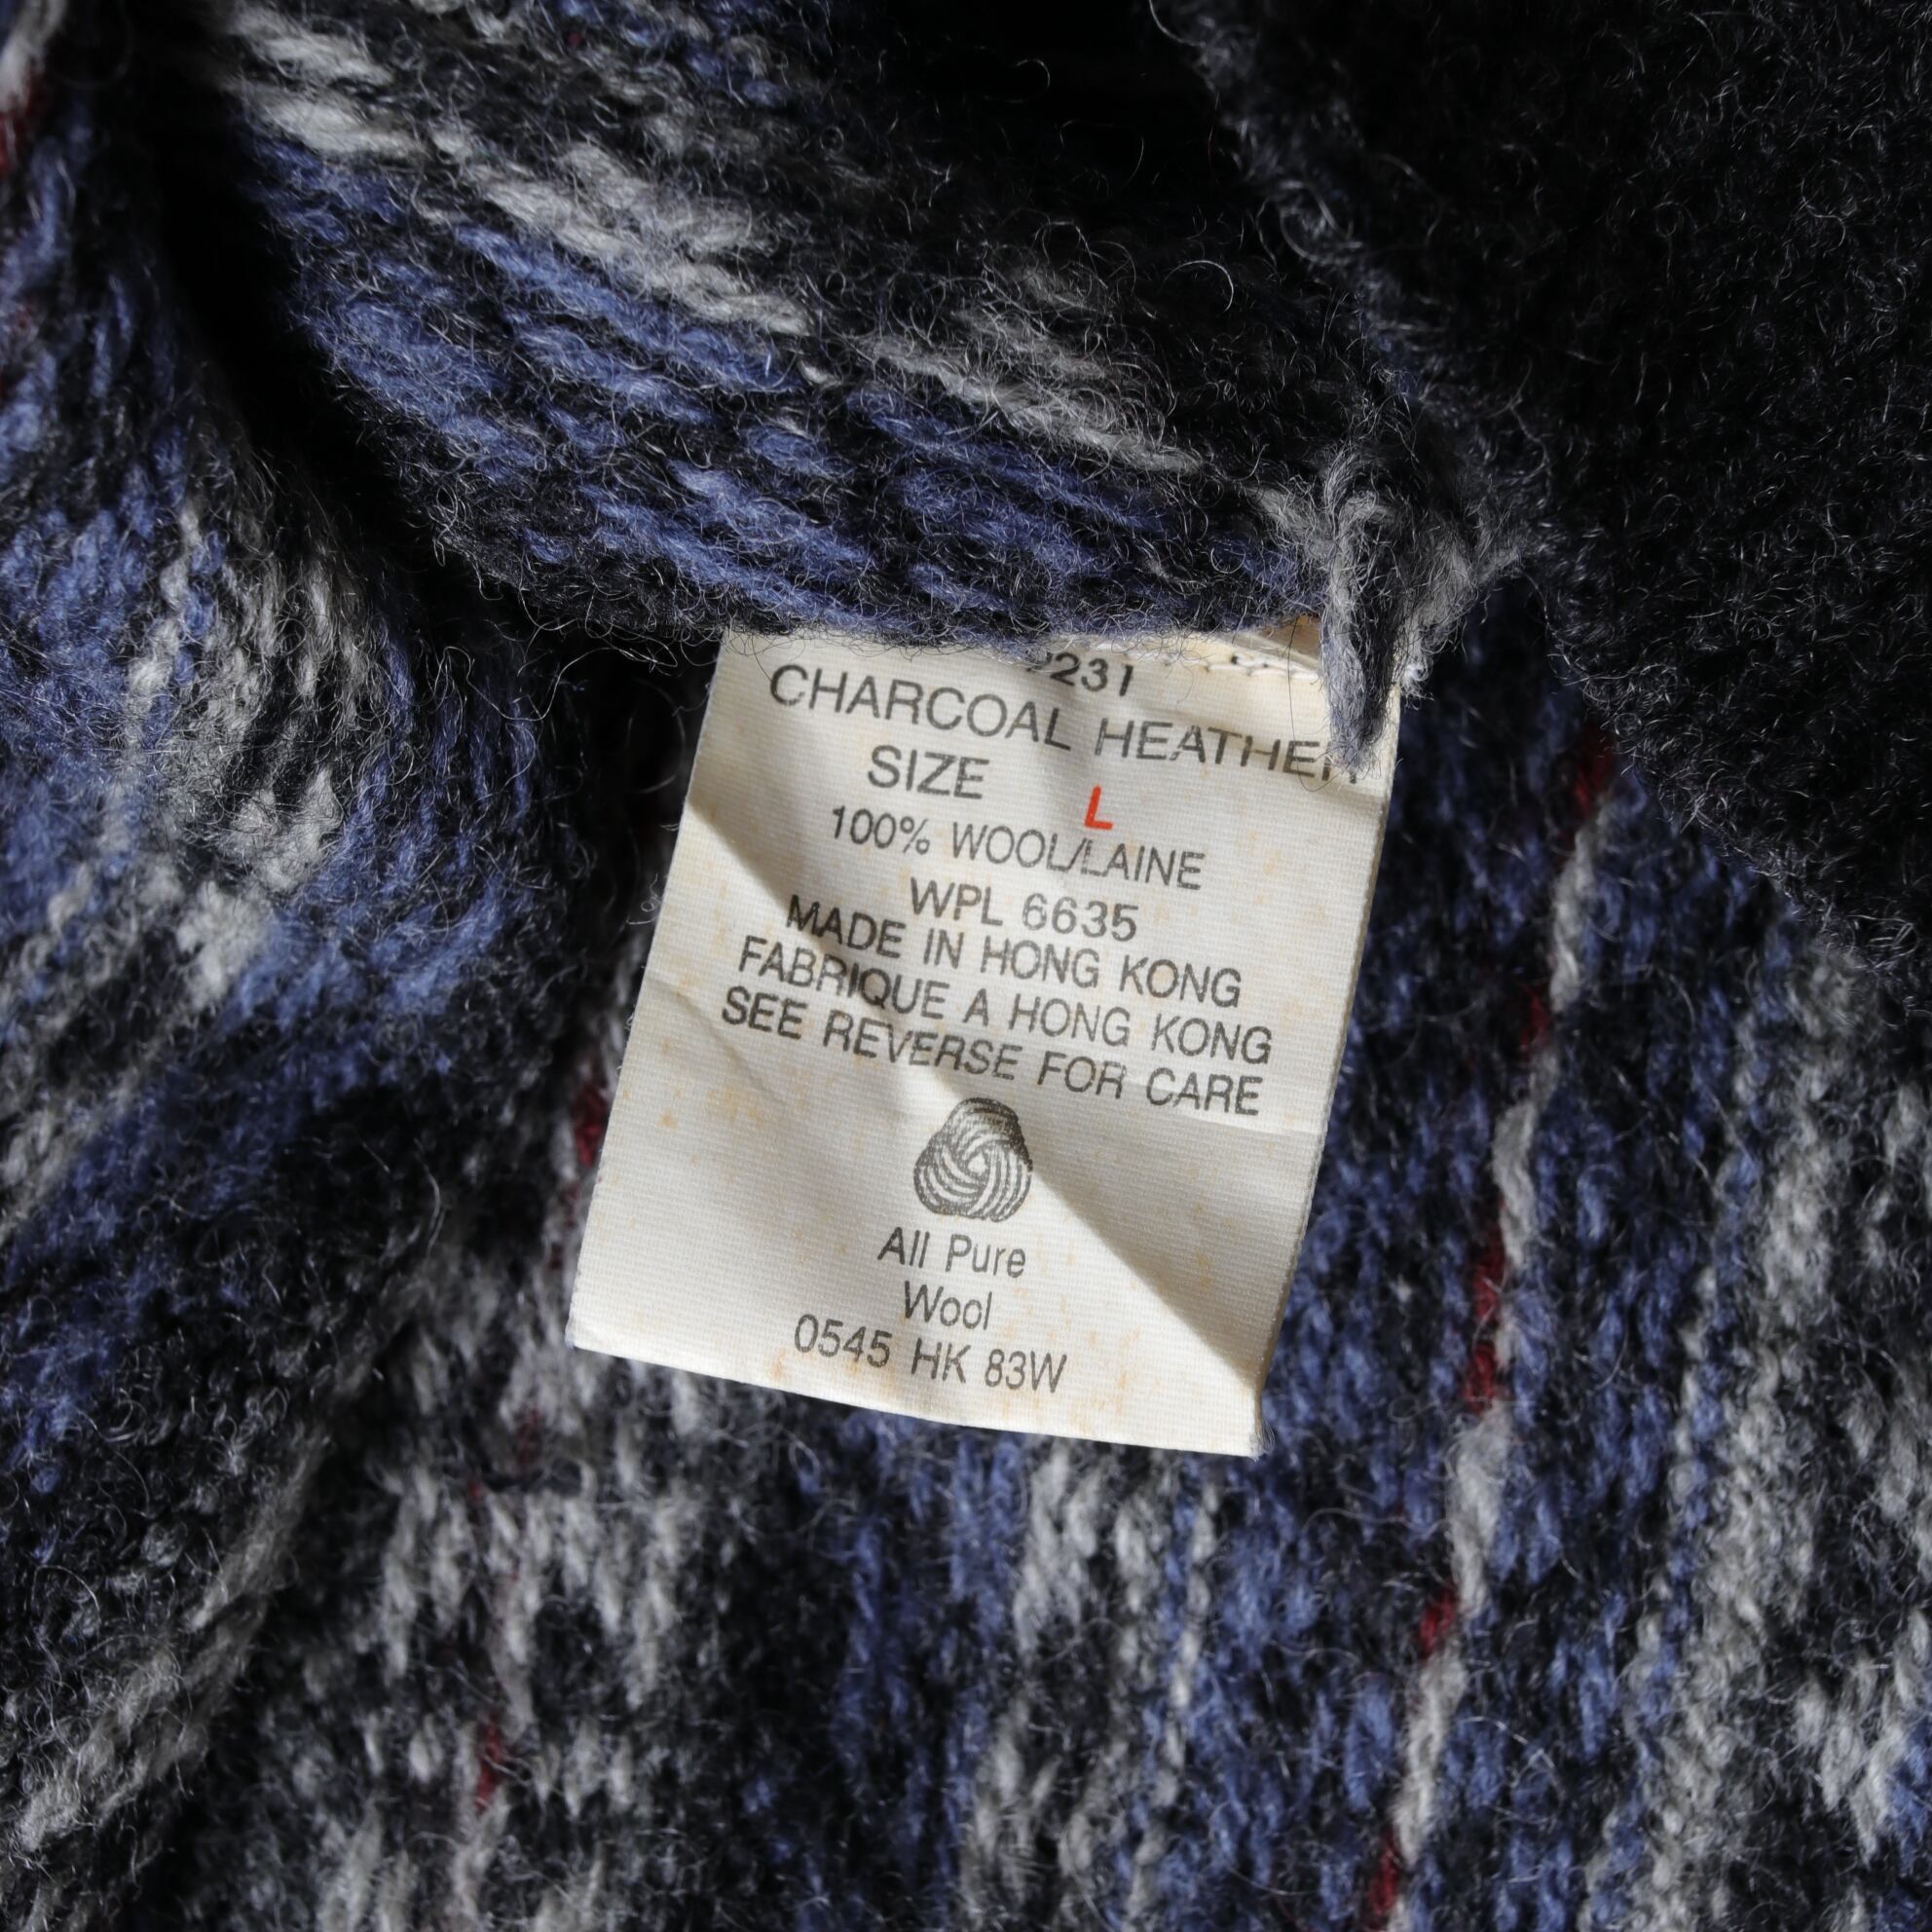 CHARCOAL HEATHER
SIZE L
100% WOOL/LAINE
WPL 6635
MADE IN HONG KONG
FABRIQUE A HONG KONG
SEE REVERSE FOR CARE
All Pure
Wool
0545 HK 83W